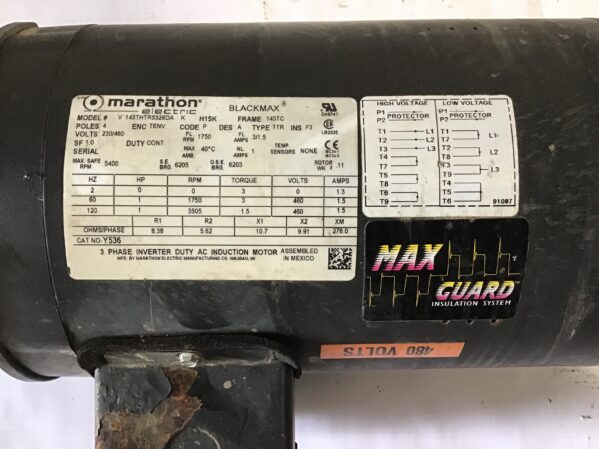 marathon
electric
BLACKMAX®
MODEL # V 143THTR5326DA K H15K FRAME 143TC
POLES 4 ENC TENV CODE P DES A TYPE TTR INS F3
VOLTS 230/460 FL RPM 1750 FL AMPS 3/1.5
SF 1.0 DUTY CONT MAX AMB. 40°C NL AMPS 1 TEMP SENSORS NONE
SERIAL
MAX SAFE RPM 5400 D.E. BRG. 6205 O.S.E BRG. 6203 ROTOR WK² .11
HZ HP RPM TORQUE VOLTS AMPS
2 0 0 3 1.3
60 1 1750 3 460 1.5
120 1 3505 1.5 460 1.5
R1 R2 X1 X2 XM
OHMS/PHASE 8.38 5.62 10.7 9.91 278.0
CAT NO-Y536
3 PHASE INVERTER DUTY AC INDUCTION MOTOR ASSEMBLED IN MEXICO
MFG. BY MARATHON ELECTRIC MANUFACTURING CO. WAUSAU, WI.
HIGH VOLTAGE LOW VOLTAGE
P1 P1
P2 PROTECTOR P2 PROTECTOR
T1 L1 T1
T2 L2 T7 L1
T3 L3 T2
T4 T8 L2
T7 T3
T5 T9 L3
T8 T4
T6 T5
T9 T6 91087
MAX
GUARD™
INSULATION SYSTEM
480 VOLTS